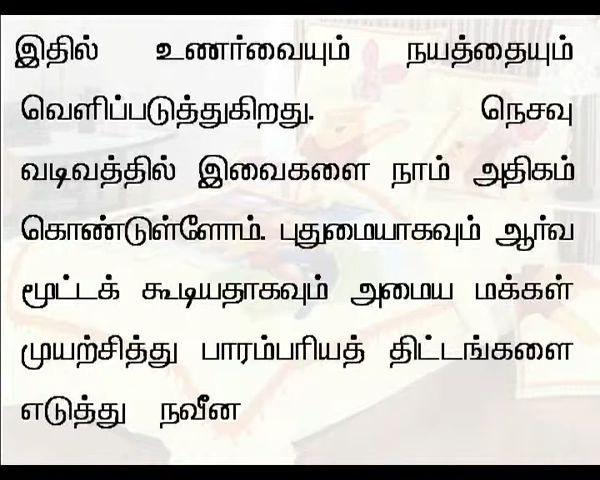 இதில் உணர்வையும் நயத்தையும்
வெளிப்படுத்துகிறது. நெசவு
வடிவத்தில் இவைகளை நாம் அதிகம்
கொண்டுள்ளோம். புதுமையாகவும் ஆர்வ
மூட்டக் கூடியதாகவும் அமைய மக்கள்
முயற்சித்து பாரம்பரியத் திட்டங்களை
எடுத்து நவீன